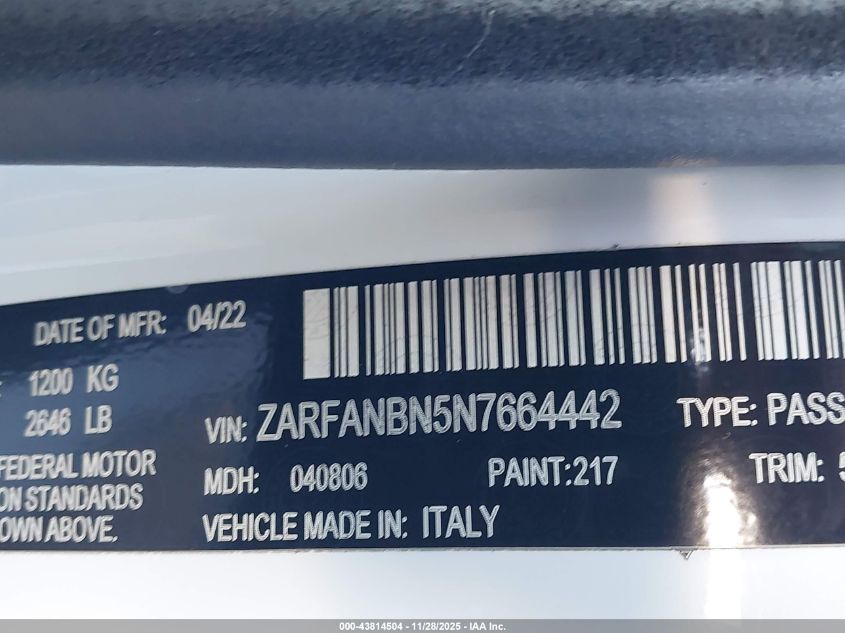 DATE OF MFR: 04/22
1200 KG
2646 LB
VIN: ZARFANBN5N7664442
TYPE: PASS
FEDERAL MOTOR
MDH: 040806 PAINT:217 TRIM:
ON STANDARDS
OWN ABOVE.
VEHICLE MADE IN: ITALY
000-43814504 - 11/28/2025 - IAA Inc.